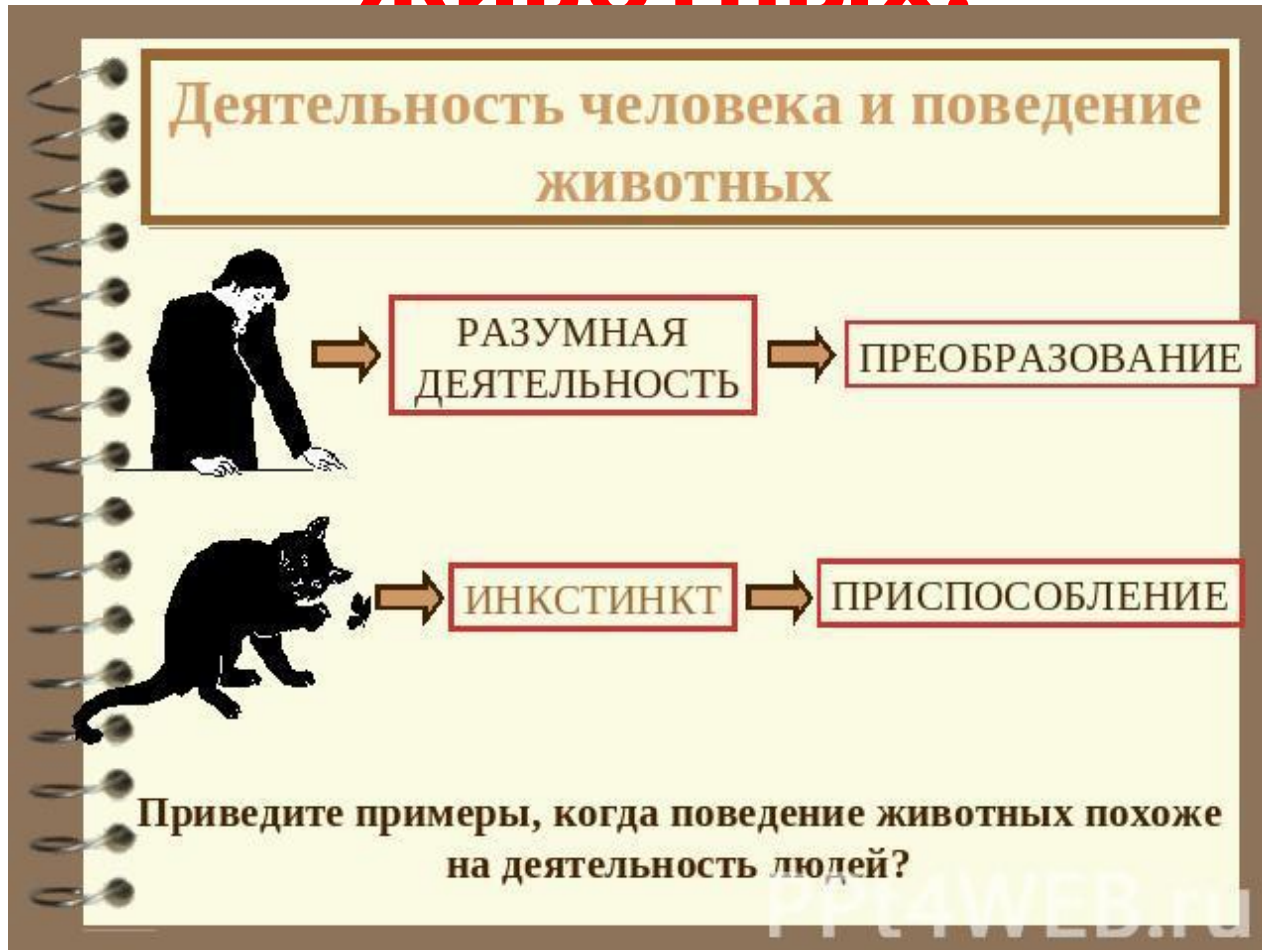 животных.
Деятельность человека и поведение
животных
РАЗУМНАЯ
ДЕЯТЕЛЬНОСТЬ
ПРЕОБРАЗОВАНИЕ
ИНКСТИНКТ
ПРИСПОСОБЛЕНИЕ
Приведите примеры, когда поведение животных похоже
на деятельность людей?
PPt4WEB.ru